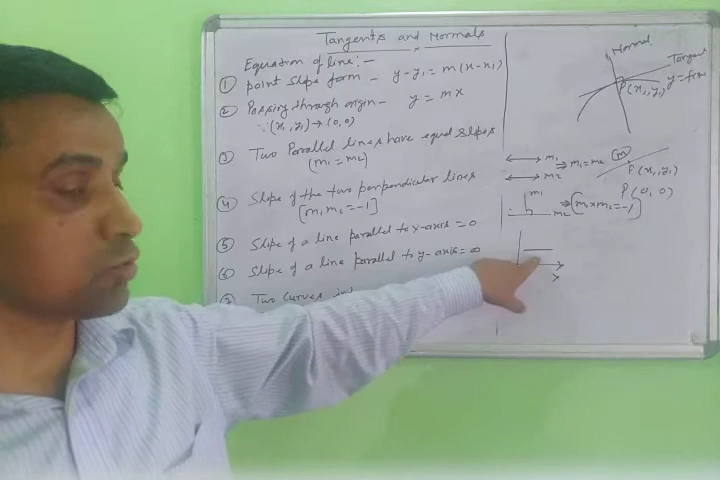 Tangents and Normals
Equation of line:-
① point slope form - y-y₁ = m(x-x₁)
② Passing through origin - y = mx
∵(x₁, y₁) → (0, 0)
③ Two Parallel lines have equal slopes
(m₁ = m₂)
④ Slope of the two perpendicular lines
[m₁m₂ = -1]
⑤ Slope of a line parallel to x-axis = 0
⑥ Slope of a line parallel to y-axis = ∞
⑦ Two curves
Normal
Tangent
P(x₁, y₁)
m₁
m₂
⇒ m₁ = m₂
m
P(x₁, y₁)
P(0, 0)
m₁
m₂
⇒ [m₁×m₂ = -1]